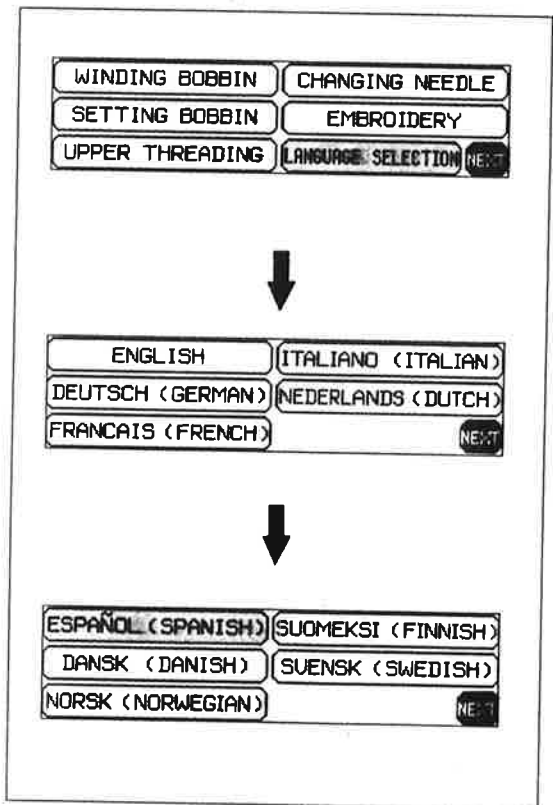 WINDING BOBBIN CHANGING NEEDLE
SETTING BOBBIN EMBROIDERY
UPPER THREADING LANGUAGE SELECTION NEXT
ENGLISH ITALIANO (ITALIAN)
DEUTSCH (GERMAN) NEDERLANDS (DUTCH)
FRANCAIS (FRENCH) NEXT
ESPAÑOL (SPANISH) SUOMEKSI (FINNISH)
DANSK (DANISH) SVENSK (SWEDISH)
NORSK (NORWEGIAN) NEXT